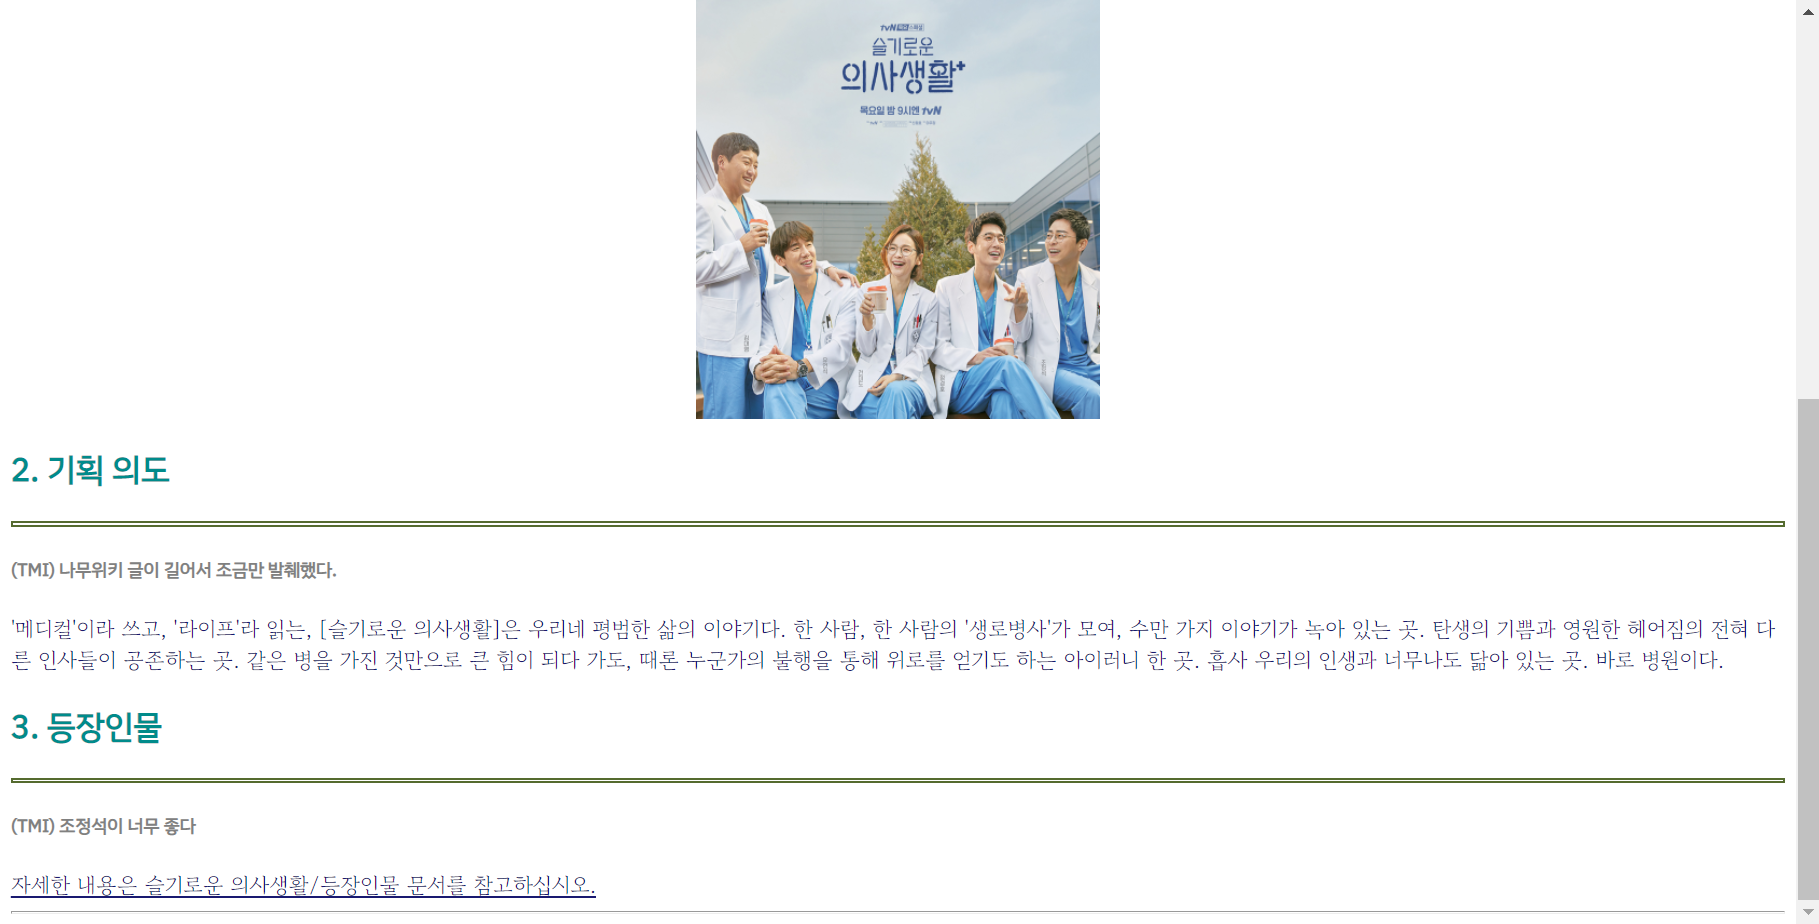 tvN
슬기로운
의사생활+
목요일 밤 9시엔 tvN
2. 기획 의도
(TMI) 나무위키 글이 길어서 조금만 발췌했다.
'메디컬'이라 쓰고, '라이프'라 읽는, [슬기로운 의사생활]은 우리네 평범한 삶의 이야기다. 한 사람, 한 사람의 '생로병사'가 모여, 수만 가지 이야기가 녹아 있는 곳. 탄생의 기쁨과 영원한 헤어짐의 전혀 다
른 인사들이 공존하는 곳. 같은 병을 가진 것만으로 큰 힘이 되다 가도, 때론 누군가의 불행을 통해 위로를 얻기도 하는 아이러니 한 곳. 흡사 우리의 인생과 너무나도 닮아 있는 곳. 바로 병원이다.
3. 등장인물
(TMI) 조정석이 너무 좋다
자세한 내용은 슬기로운 의사생활/등장인물 문서를 참고하십시오.